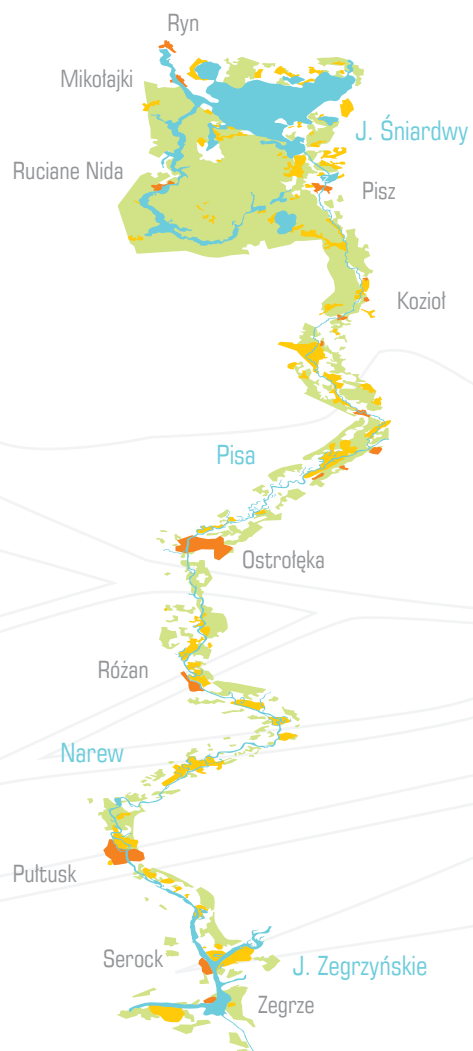 Ryn
Mikołajki
J. Śniardwy
Ruciane Nida
Pisz
Kozioł
Pisa
Ostrołęka
Różan
Narew
Pułtusk
Serock
J. Zegrzyńskie
Zegrze